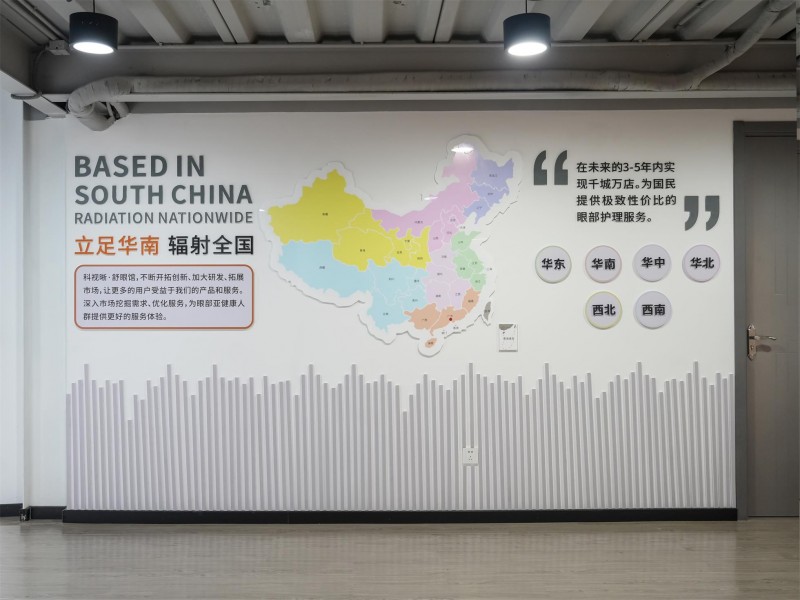 BASED IN
SOUTH CHINA
RADIATION NATIONWIDE
立足华南 辐射全国
科视晰·舒眼馆,不断开拓创新、加大研发、拓展
市场,让更多的用户受益于我们的产品和服务。
深入市场挖掘需求、优化服务,为眼部亚健康人
群提供更好的服务体验。
在未来的3-5年内实
现千城万店。为国民
提供极致性价比的
眼部护理服务。
华东
华南
华中
华北
西北
西南